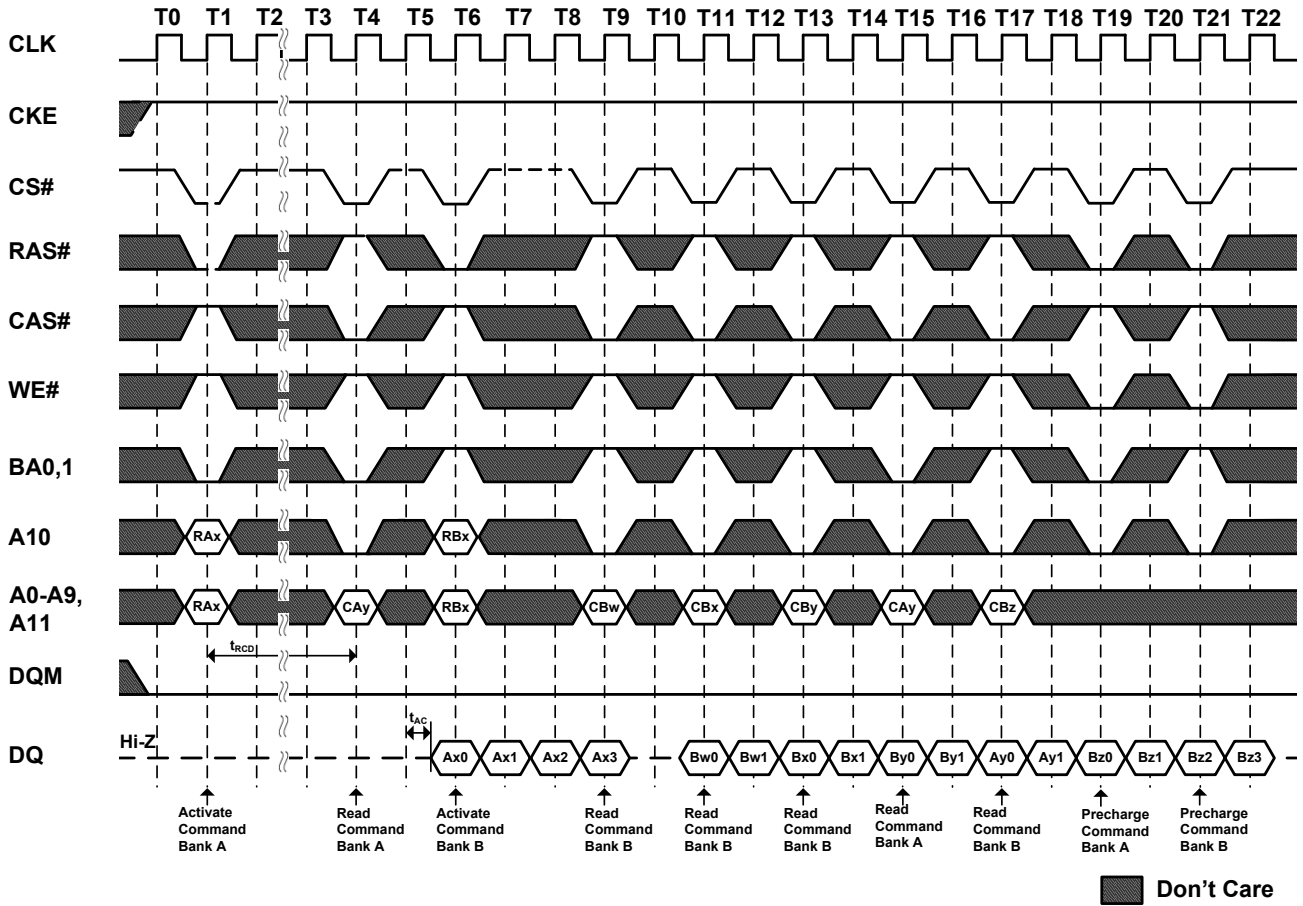 T0 T1 T2 T3 T4 T5 T6 T7 T8 T9 T10 T11 T12 T13 T14 T15 T16 T17 T18 T19 T20 T21 T22
CLK
CKE
CS#
RAS#
CAS#
WE#
BA0,1
A10 RAx RBx
A0-A9,
A11
RAx CAy RBx CBw CBx CBy CAy CBz
tRCD
DQM
tAC
Hi-Z
DQ
Ax0 Ax1 Ax2 Ax3 Bw0 Bw1 Bx0 Bx1 By0 By1 Ay0 Ay1 Bz0 Bz1 Bz2 Bz3
Activate
Command
Bank A
Read
Command
Bank A
Activate
Command
Bank B
Read
Command
Bank B
Read
Command
Bank B
Read
Command
Bank B
Read
Command
Bank A
Read
Command
Bank B
Precharge
Command
Bank A
Precharge
Command
Bank B
Don't Care